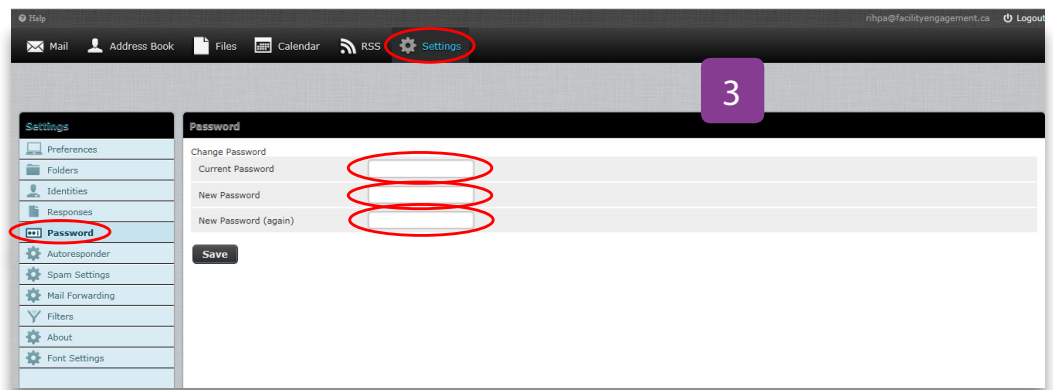 Help rihpa@facilityengagement.ca Logout
Mail Address Book Files Calendar RSS Settings
3
Settings
Preferences
Folders
Identities
Responses
Password
Autoresponder
Spam Settings
Mail Forwarding
Filters
About
Font Settings
Password
Change Password
Current Password
New Password
New Password (again)
Save